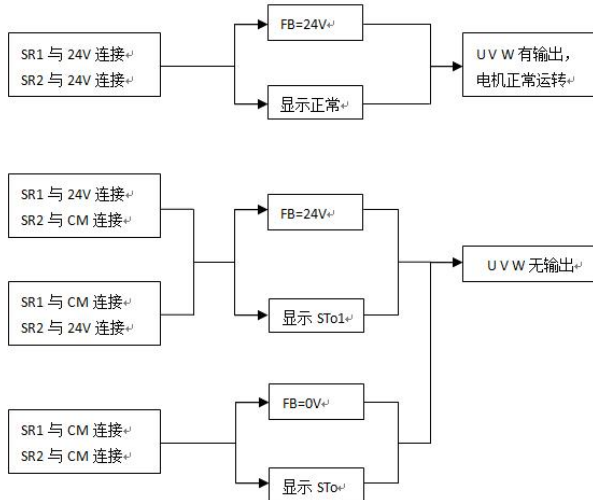 SR1 与 24V 连接
SR2 与 24V 连接
FB=24V
显示正常
U V W 有输出，
电机正常运转
SR1 与 24V 连接
SR2 与 CM 连接
SR1 与 CM 连接
SR2 与 24V 连接
FB=24V
显示 STo1
U V W 无输出
SR1 与 CM 连接
SR2 与 CM 连接
FB=0V
显示 STo